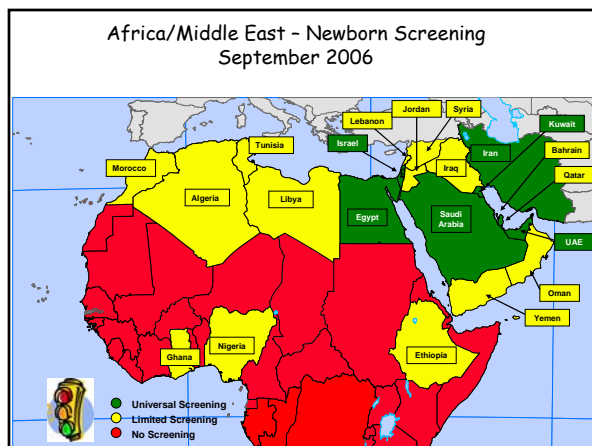 Africa/Middle East – Newborn Screening
September 2006
Jordan
Syria
Lebanon
Kuwait
Israel
Tunisia
Bahrain
Iran
Morocco
Iraq
Qatar
Algeria
Libya
Egypt
Saudi
Arabia
UAE
Oman
Yemen
Nigeria
Ghana
Ethiopia
Universal Screening
Limited Screening
No Screening